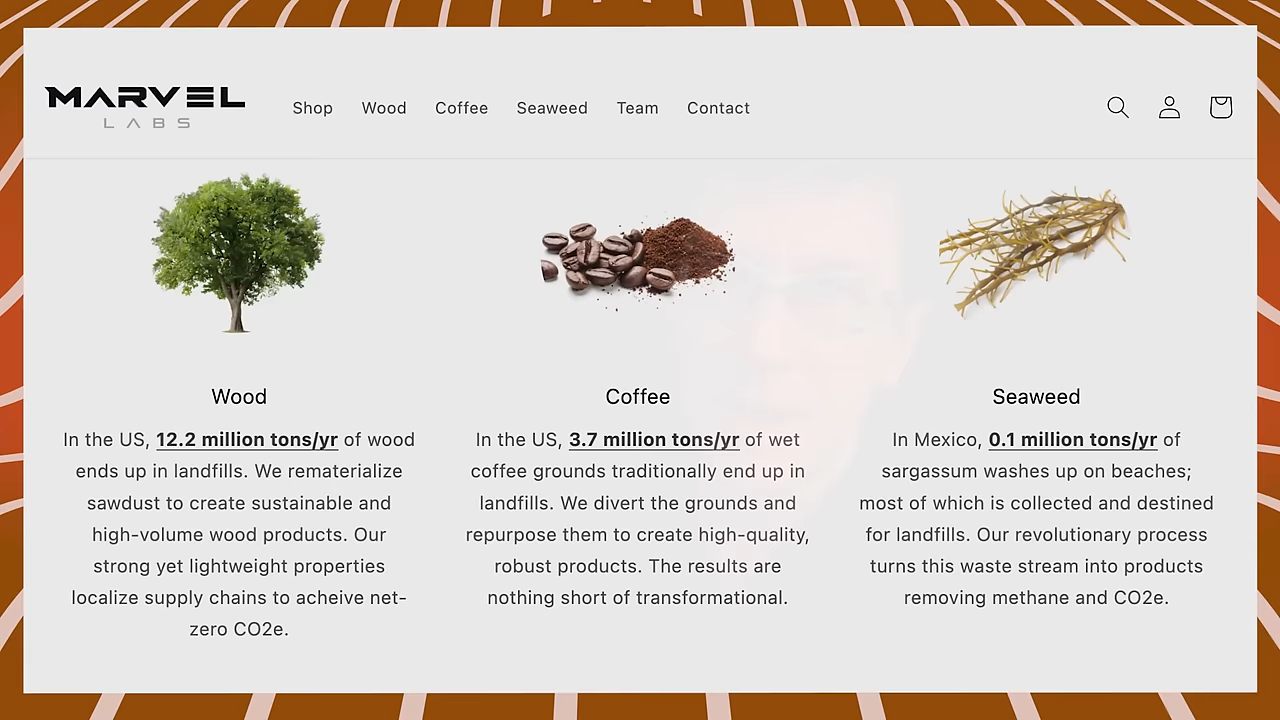 MARVEL
LABS
Shop Wood Coffee Seaweed Team Contact
Wood
In the US, 12.2 million tons/yr of wood
ends up in landfills. We rematerialize
sawdust to create sustainable and
high-volume wood products. Our
strong yet lightweight properties
localize supply chains to acheive net-
zero CO2e.
Coffee
In the US, 3.7 million tons/yr of wet
coffee grounds traditionally end up in
landfills. We divert the grounds and
repurpose them to create high-quality,
robust products. The results are
nothing short of transformational.
Seaweed
In Mexico, 0.1 million tons/yr of
sargassum washes up on beaches;
most of which is collected and destined
for landfills. Our revolutionary process
turns this waste stream into products
removing methane and CO2e.